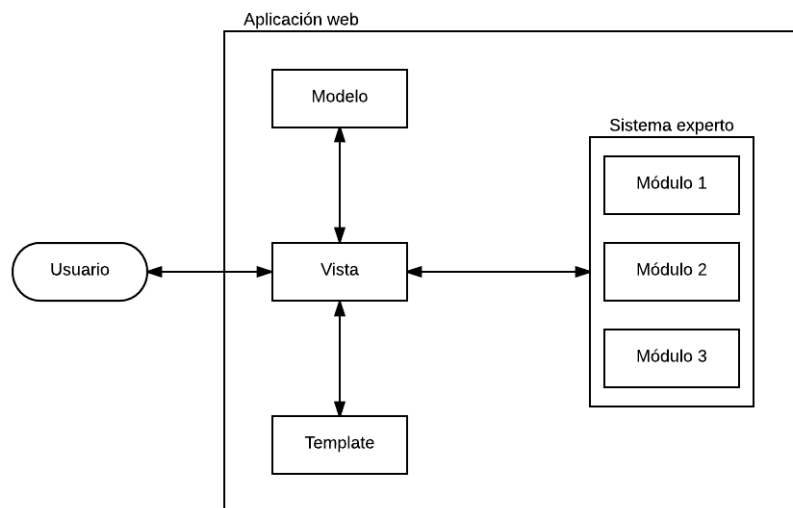 Aplicación web
Modelo
Sistema experto
Módulo 1
Usuario
Vista
Módulo 2
Módulo 3
Template